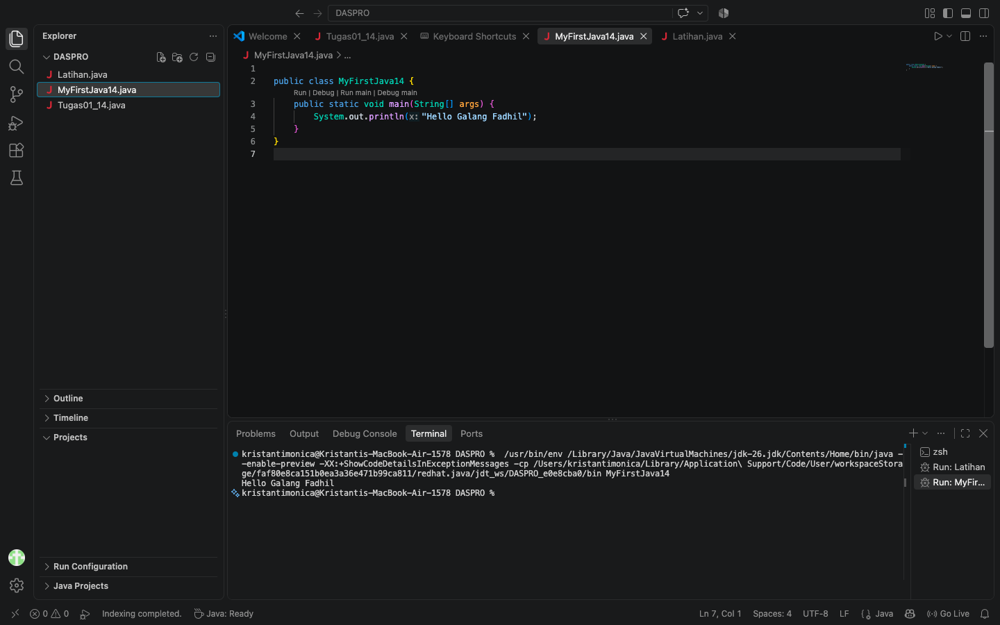 DASPRO
Explorer
DASPRO
Latihan.java
MyFirstJava14.java
Tugas01_14.java
Outline
Timeline
Projects
Run Configuration
Java Projects
Welcome
Tugas01_14.java
Keyboard Shortcuts
MyFirstJava14.java
Latihan.java
MyFirstJava14.java > ...
1
2 public class MyFirstJava14 {
Run | Debug | Run main | Debug main
3 public static void main(String[] args) {
4 System.out.println(x: "Hello Galang Fadhil");
5 }
6 }
7
Problems Output Debug Console Terminal Ports
kristantimonica@Kristantis-MacBook-Air-1578 DASPRO % /usr/bin/env /Library/Java/JavaVirtualMachines/jdk-26.jdk/Contents/Home/bin/java -
-enable-preview -XX:+ShowCodeDetailsInExceptionMessages -cp /Users/kristantimonica/Library/Application\ Support/Code/User/workspaceStora
ge/faf80e8ca151b0ea3a36e471b99ca811/redhat.java/jdt_ws/DASPRO_e0e8cba0/bin MyFirstJava14
Hello Galang Fadhil
kristantimonica@Kristantis-MacBook-Air-1578 DASPRO %
zsh
Run: Latihan
Run: MyFir...
0 0 Indexing completed. Java: Ready
Ln 7, Col 1 Spaces: 4 UTF-8 LF {} Java Go Live